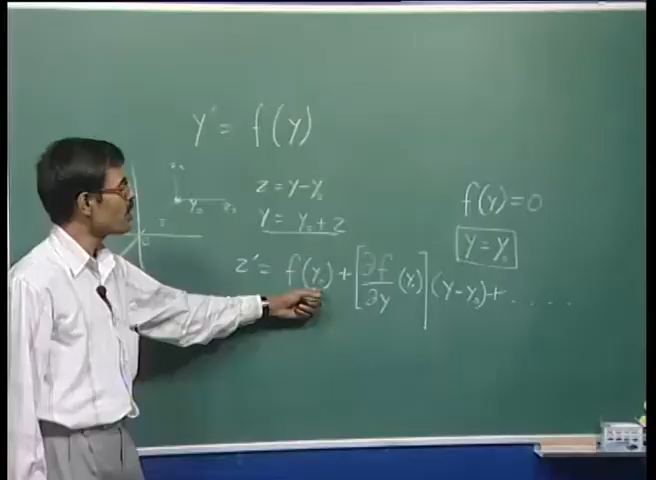 y' = f(y)
z = y - y₀
y = y₀ + z
f(y) = 0
y = y₀
z' = f(y₀) + [∂f/∂y (y₀)] (y - y₀) + . . . . .